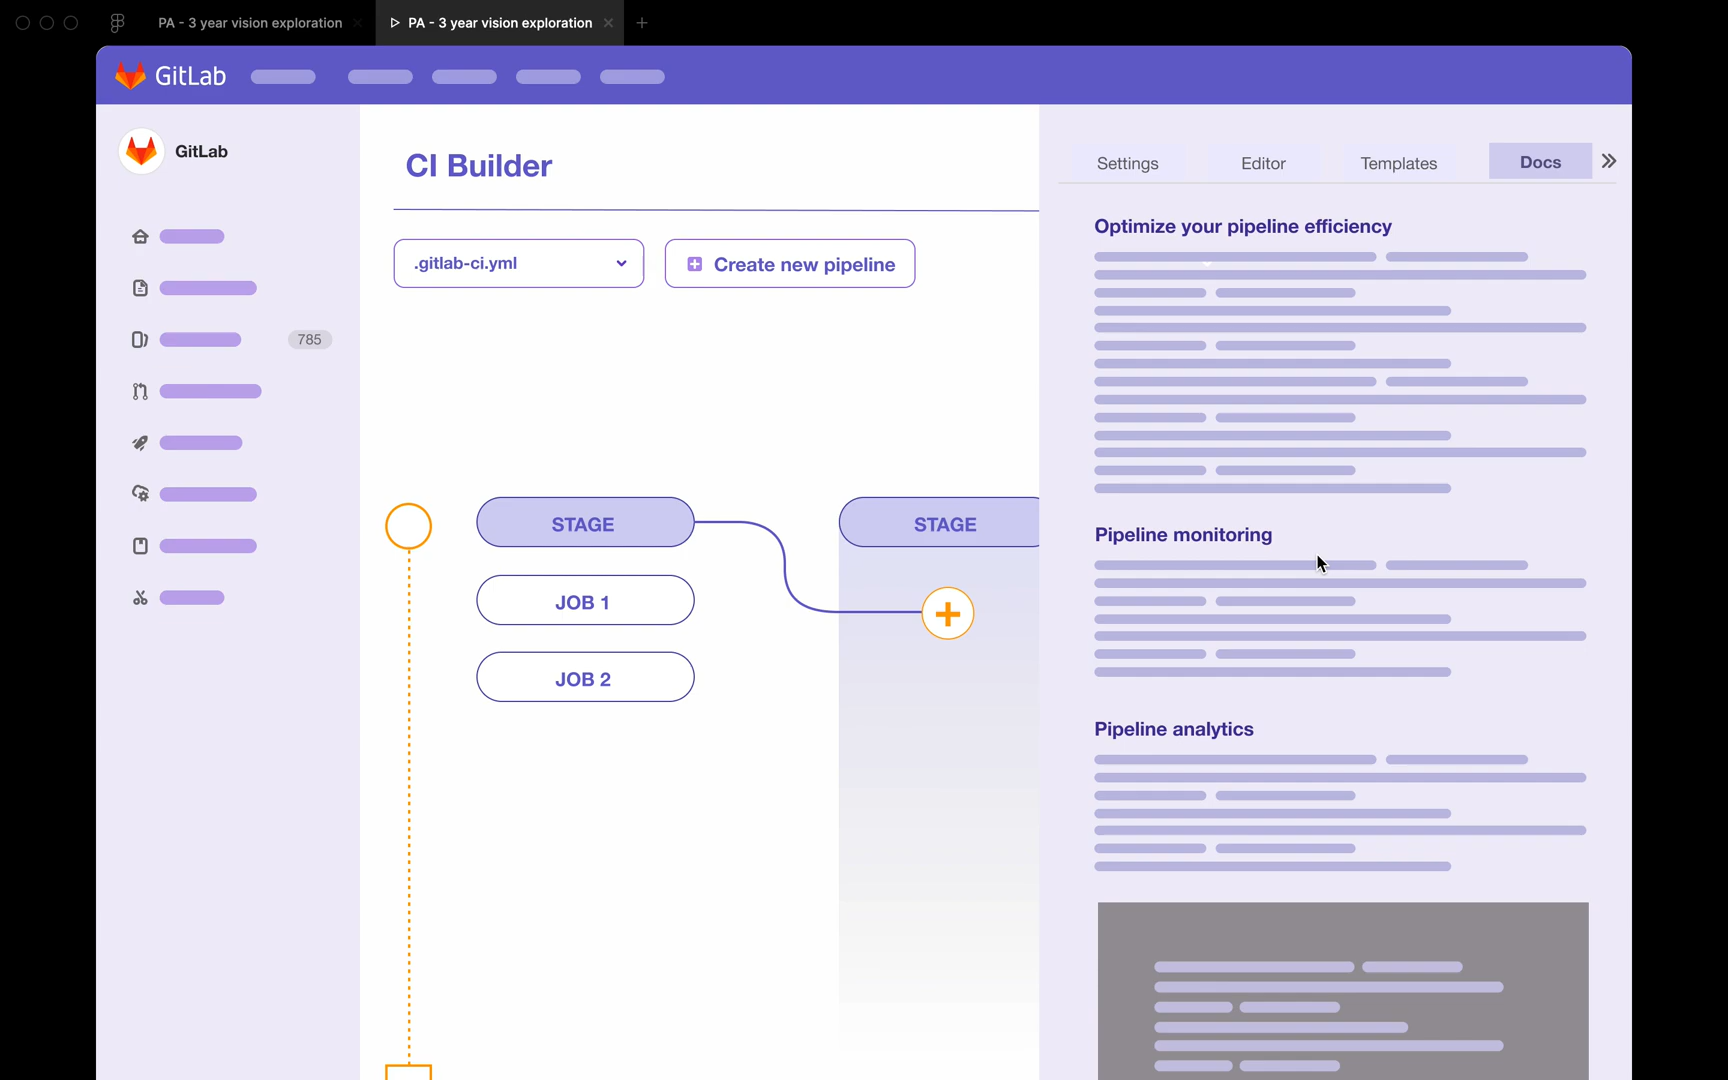 PA - 3 year vision exploration
PA - 3 year vision exploration
GitLab
GitLab
785
CI Builder
.gitlab-ci.yml
Create new pipeline
STAGE
JOB 1
JOB 2
STAGE
Settings
Editor
Templates
Docs
Optimize your pipeline efficiency
Pipeline monitoring
Pipeline analytics